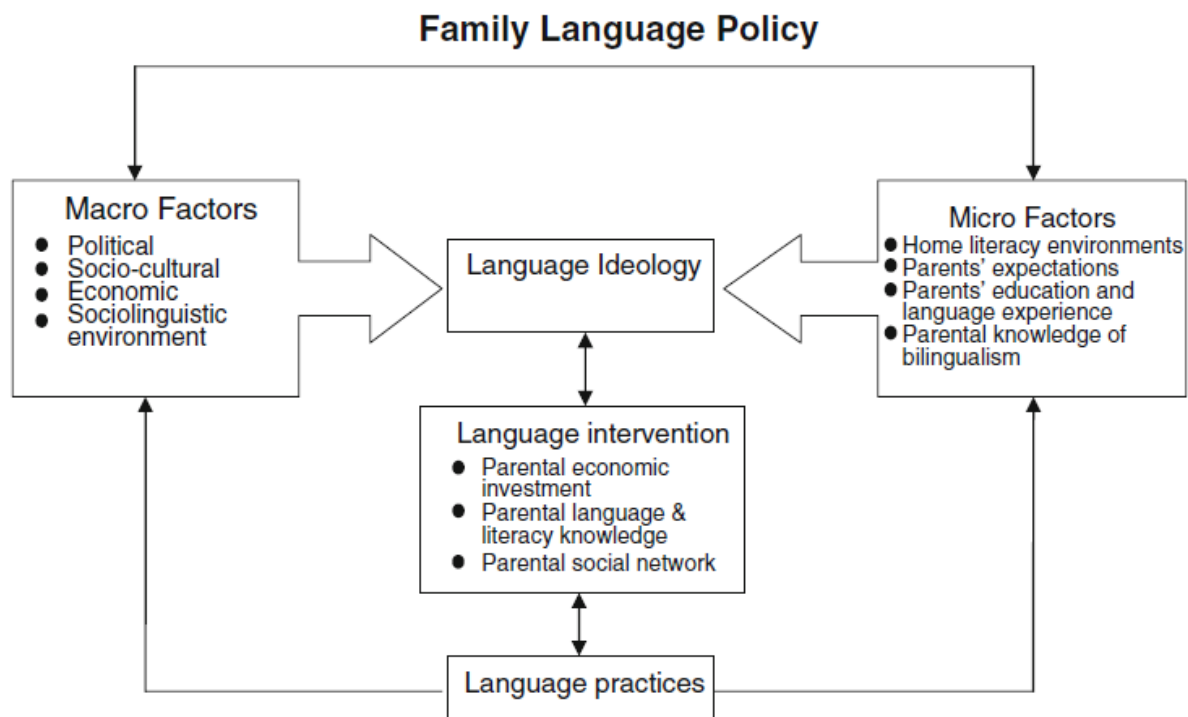 Family Language Policy
Macro Factors
● Political
● Socio-cultural
● Economic
● Sociolinguistic
environment
Language Ideology
Micro Factors
● Home literacy environments
● Parents' expectations
● Parents' education and
language experience
● Parental knowledge of
bilingualism
Language intervention
● Parental economic
investment
● Parental language &
literacy knowledge
● Parental social network
Language practices